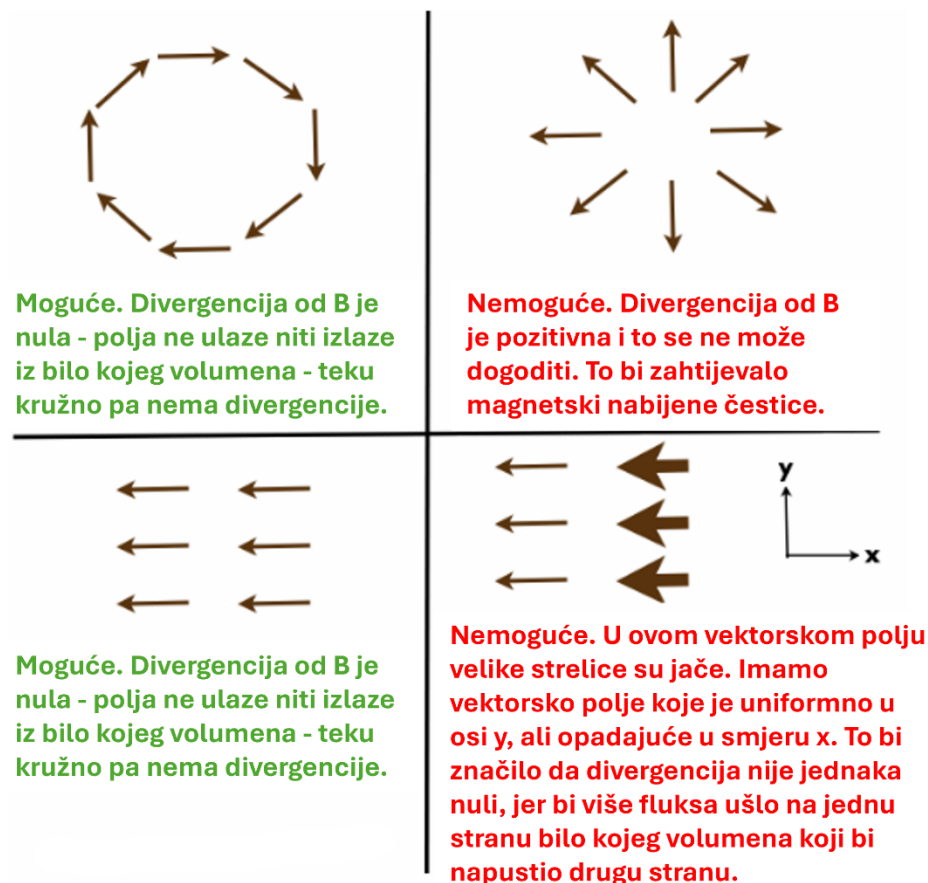 Moguće. Divergencija od B je
nula - polja ne ulaze niti izlaze
iz bilo kojeg volumena - teku
kružno pa nema divergencije.
Nemoguće. Divergencija od B
je pozitivna i to se ne može
dogoditi. To bi zahtijevalo
magnetski nabijene čestice.
Moguće. Divergencija od B je
nula - polja ne ulaze niti izlaze
iz bilo kojeg volumena - teku
kružno pa nema divergencije.
y
x
Nemoguće. U ovom vektorskom polju
velike strelice su jače. Imamo
vektorsko polje koje je uniformno u
osi y, ali opadajuće u smjeru x. To bi
značilo da divergencija nije jednaka
nuli, jer bi više fluksa ušlo na jednu
stranu bilo kojeg volumena koji bi
napustio drugu stranu.